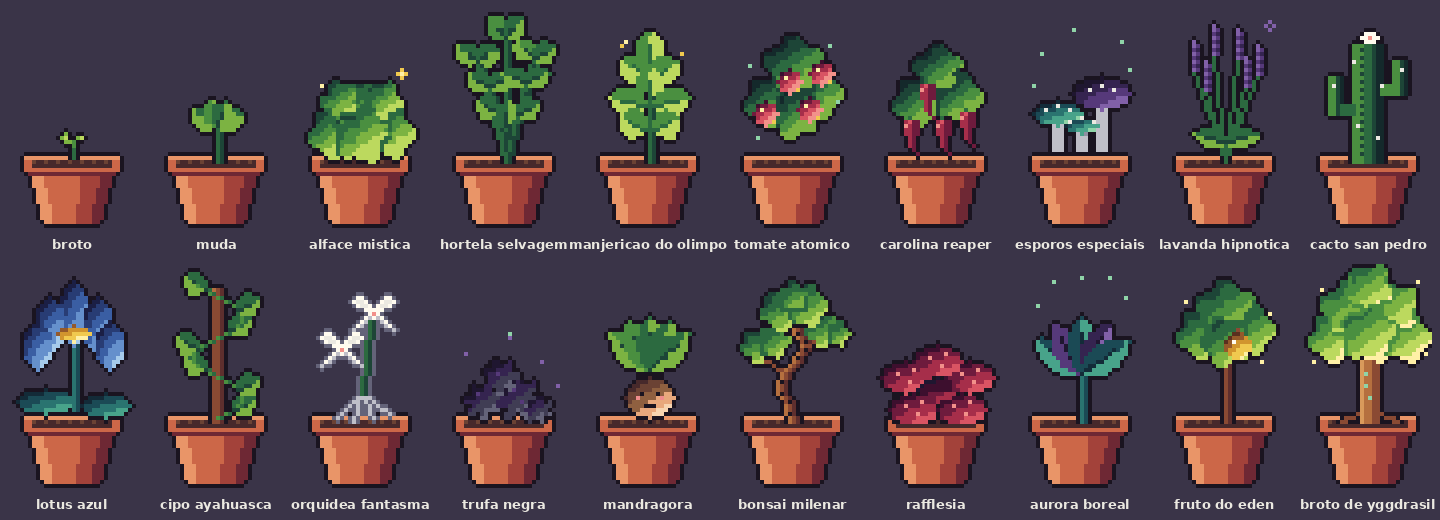 broto muda alface mistica hortela selvagem manjericao do olimpo tomate atomico carolina reaper esporos especiais lavanda hipnotica cacto san pedro
lotus azul cipo ayahuasca orquidea fantasma trufa negra mandragora bonsai milenar rafflesia aurora boreal fruto do eden broto de yggdrasil